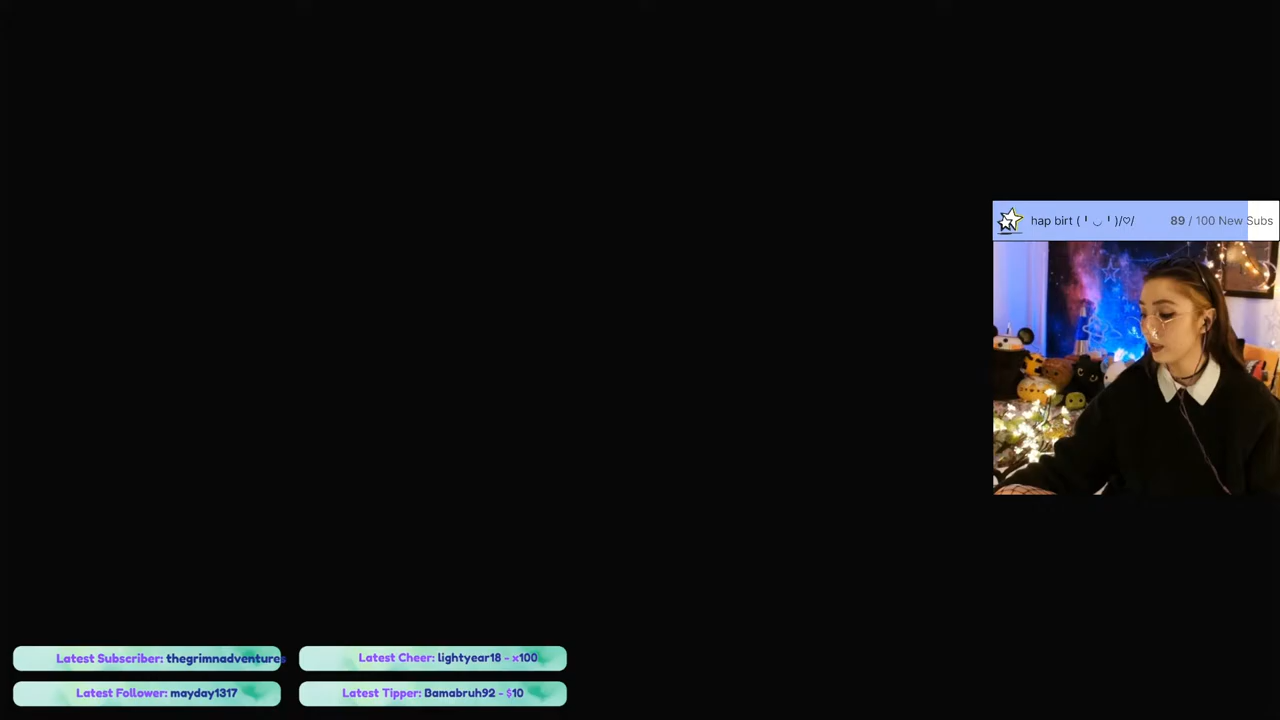 hap birt ( ╹ ◡ ╹ )/♡/
89 / 100 New Subs
Latest Subscriber: thegrimnadventures
Latest Cheer: lightyear18 - x100
Latest Follower: mayday1317
Latest Tipper: Bamabruh92 - $10